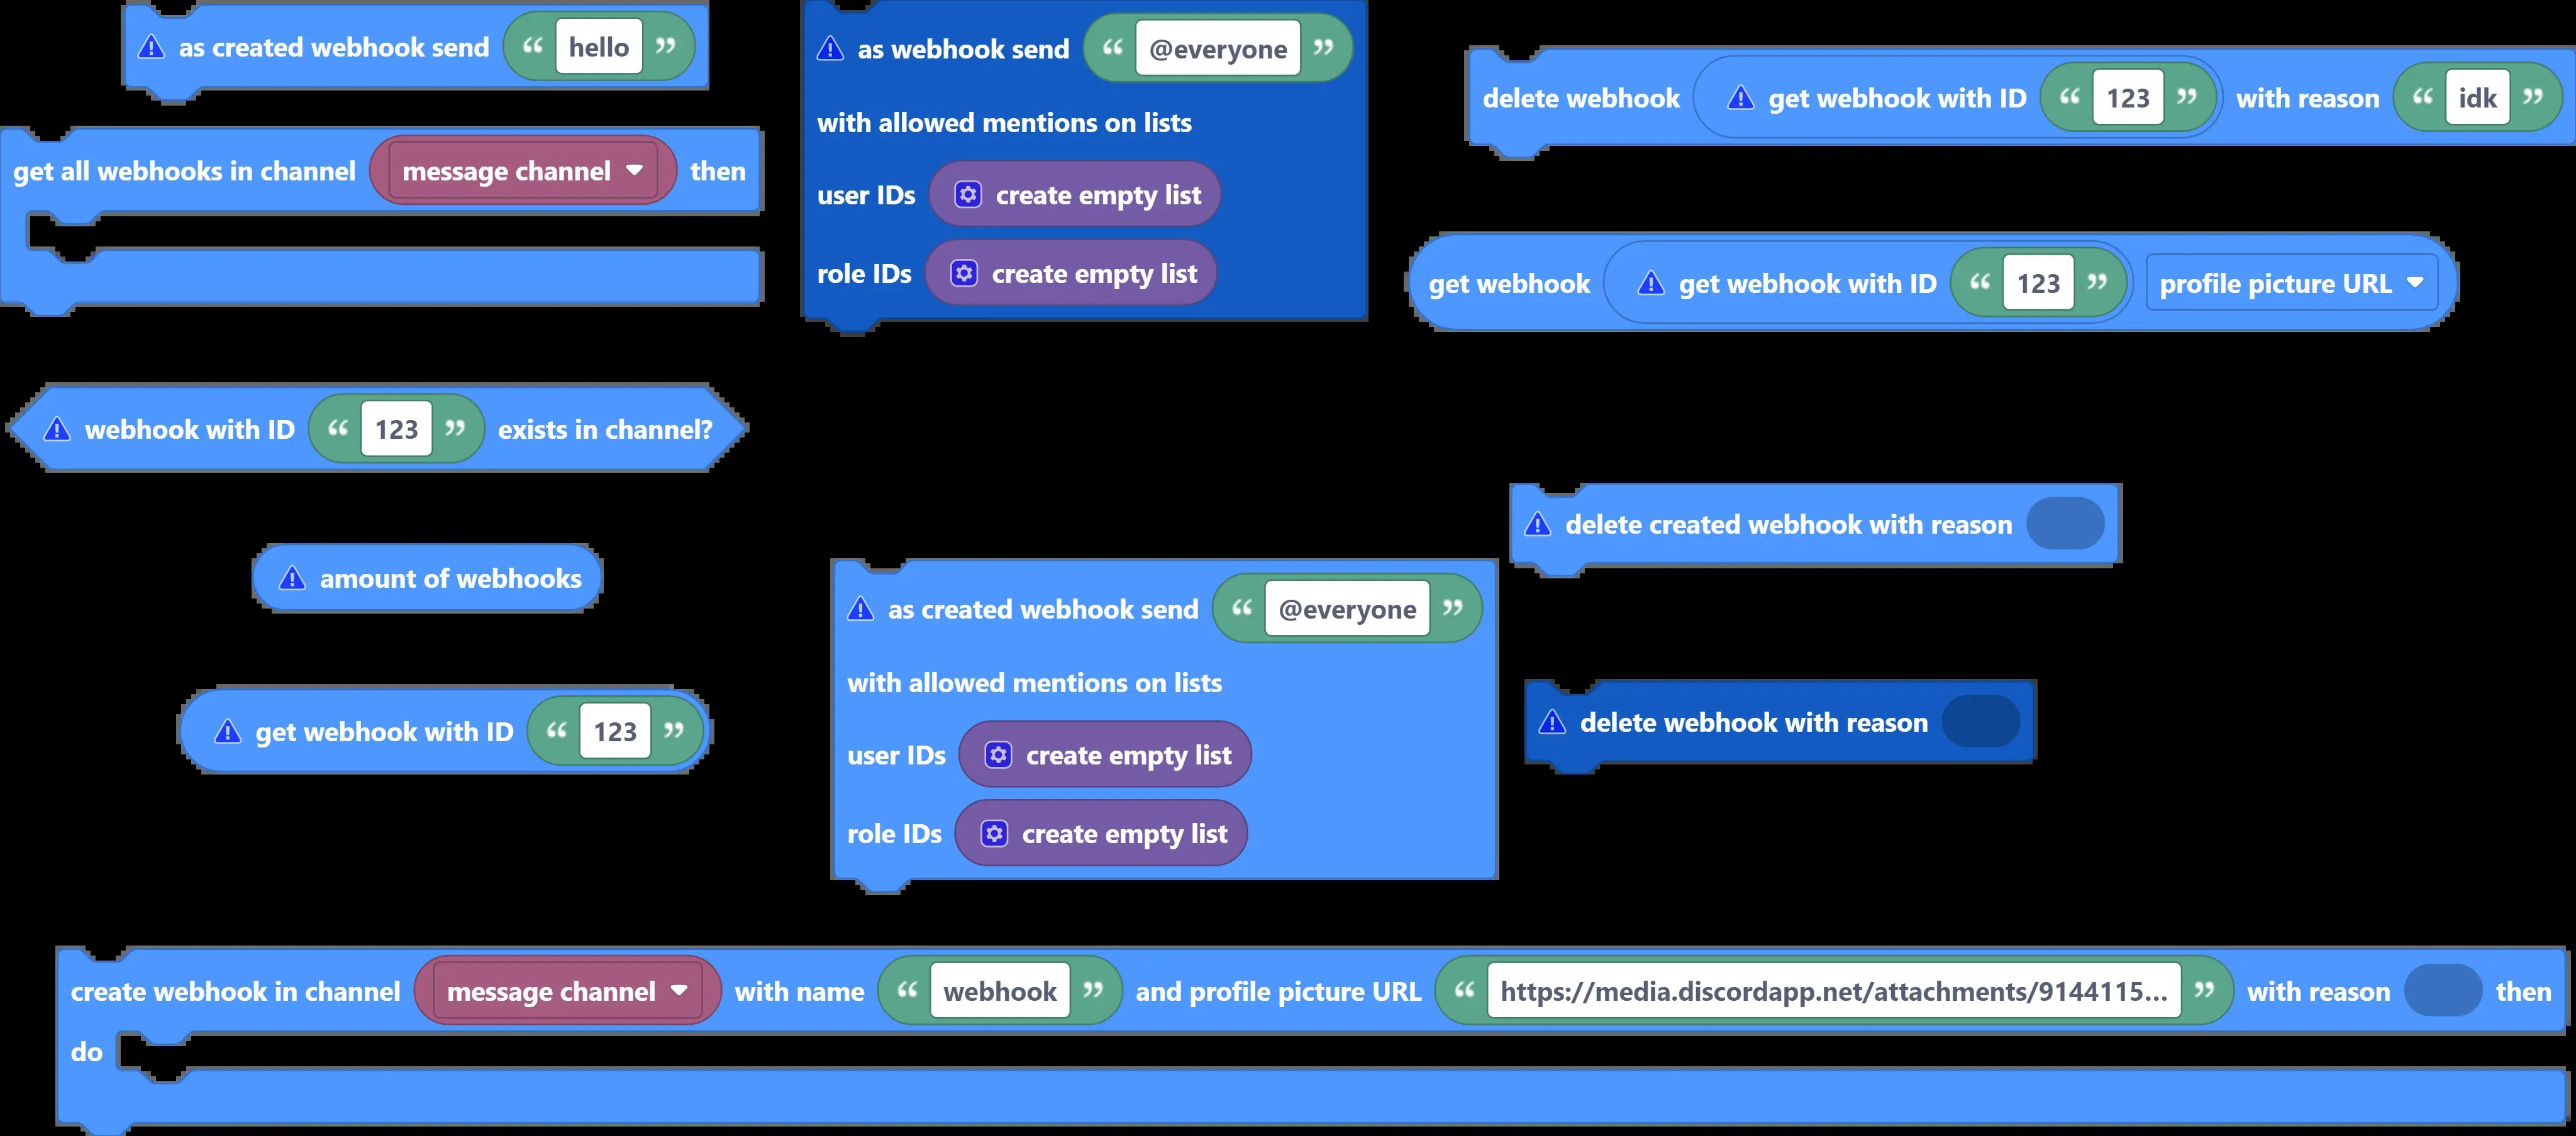 as created webhook send “ hello ”
get all webhooks in channel message channel then
webhook with ID “ 123 ” exists in channel?
amount of webhooks
get webhook with ID “ 123 ”
as webhook send “ @everyone ”
with allowed mentions on lists
user IDs create empty list
role IDs create empty list
as created webhook send “ @everyone ”
with allowed mentions on lists
user IDs create empty list
role IDs create empty list
delete webhook get webhook with ID “ 123 ” with reason “ idk ”
get webhook get webhook with ID “ 123 ” profile picture URL
delete created webhook with reason
delete webhook with reason
create webhook in channel message channel with name “ webhook ” and profile picture URL “ https://media.discordapp.net/attachments/9144115... ” with reason then
do